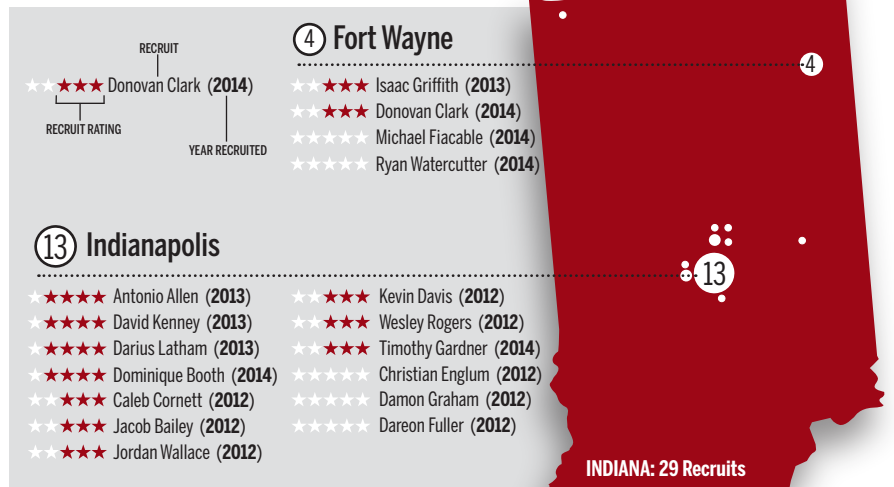 RECRUIT
Donovan Clark (2014)
RECRUIT RATING
YEAR RECRUITED
4 Fort Wayne
Isaac Griffith (2013)
Donovan Clark (2014)
Michael Fiacable (2014)
Ryan Watercutter (2014)
4
13 Indianapolis
Antonio Allen (2013)
David Kenney (2013)
Darius Latham (2013)
Dominique Booth (2014)
Caleb Cornett (2012)
Jacob Bailey (2012)
Jordan Wallace (2012)
Kevin Davis (2012)
Wesley Rogers (2012)
Timothy Gardner (2014)
Christian Englum (2012)
Damon Graham (2012)
Dareon Fuller (2012)
13
INDIANA: 29 Recruits